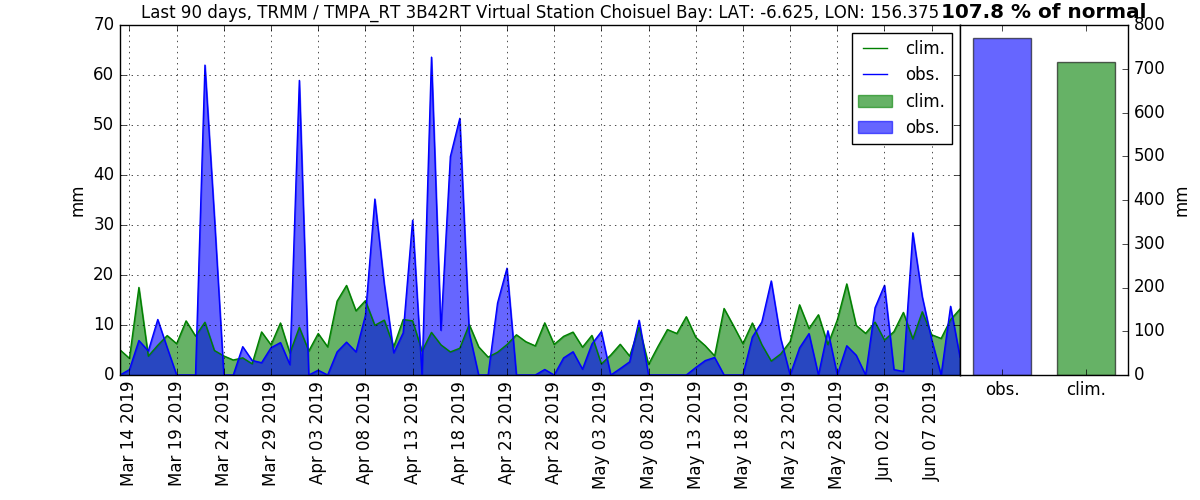 Last 90 days, TRMM / TMPA_RT 3B42RT Virtual Station Choisuel Bay: LAT: -6.625, LON: 156.375
107.8 % of normal
clim.
obs.
clim.
obs.
mm
70
60
50
40
30
20
10
0
Mar 14 2019
Mar 19 2019
Mar 24 2019
Mar 29 2019
Apr 03 2019
Apr 08 2019
Apr 13 2019
Apr 18 2019
Apr 23 2019
Apr 28 2019
May 03 2019
May 08 2019
May 13 2019
May 18 2019
May 23 2019
May 28 2019
Jun 02 2019
Jun 07 2019
800
700
600
500
400
300
200
100
0
mm
obs.
clim.